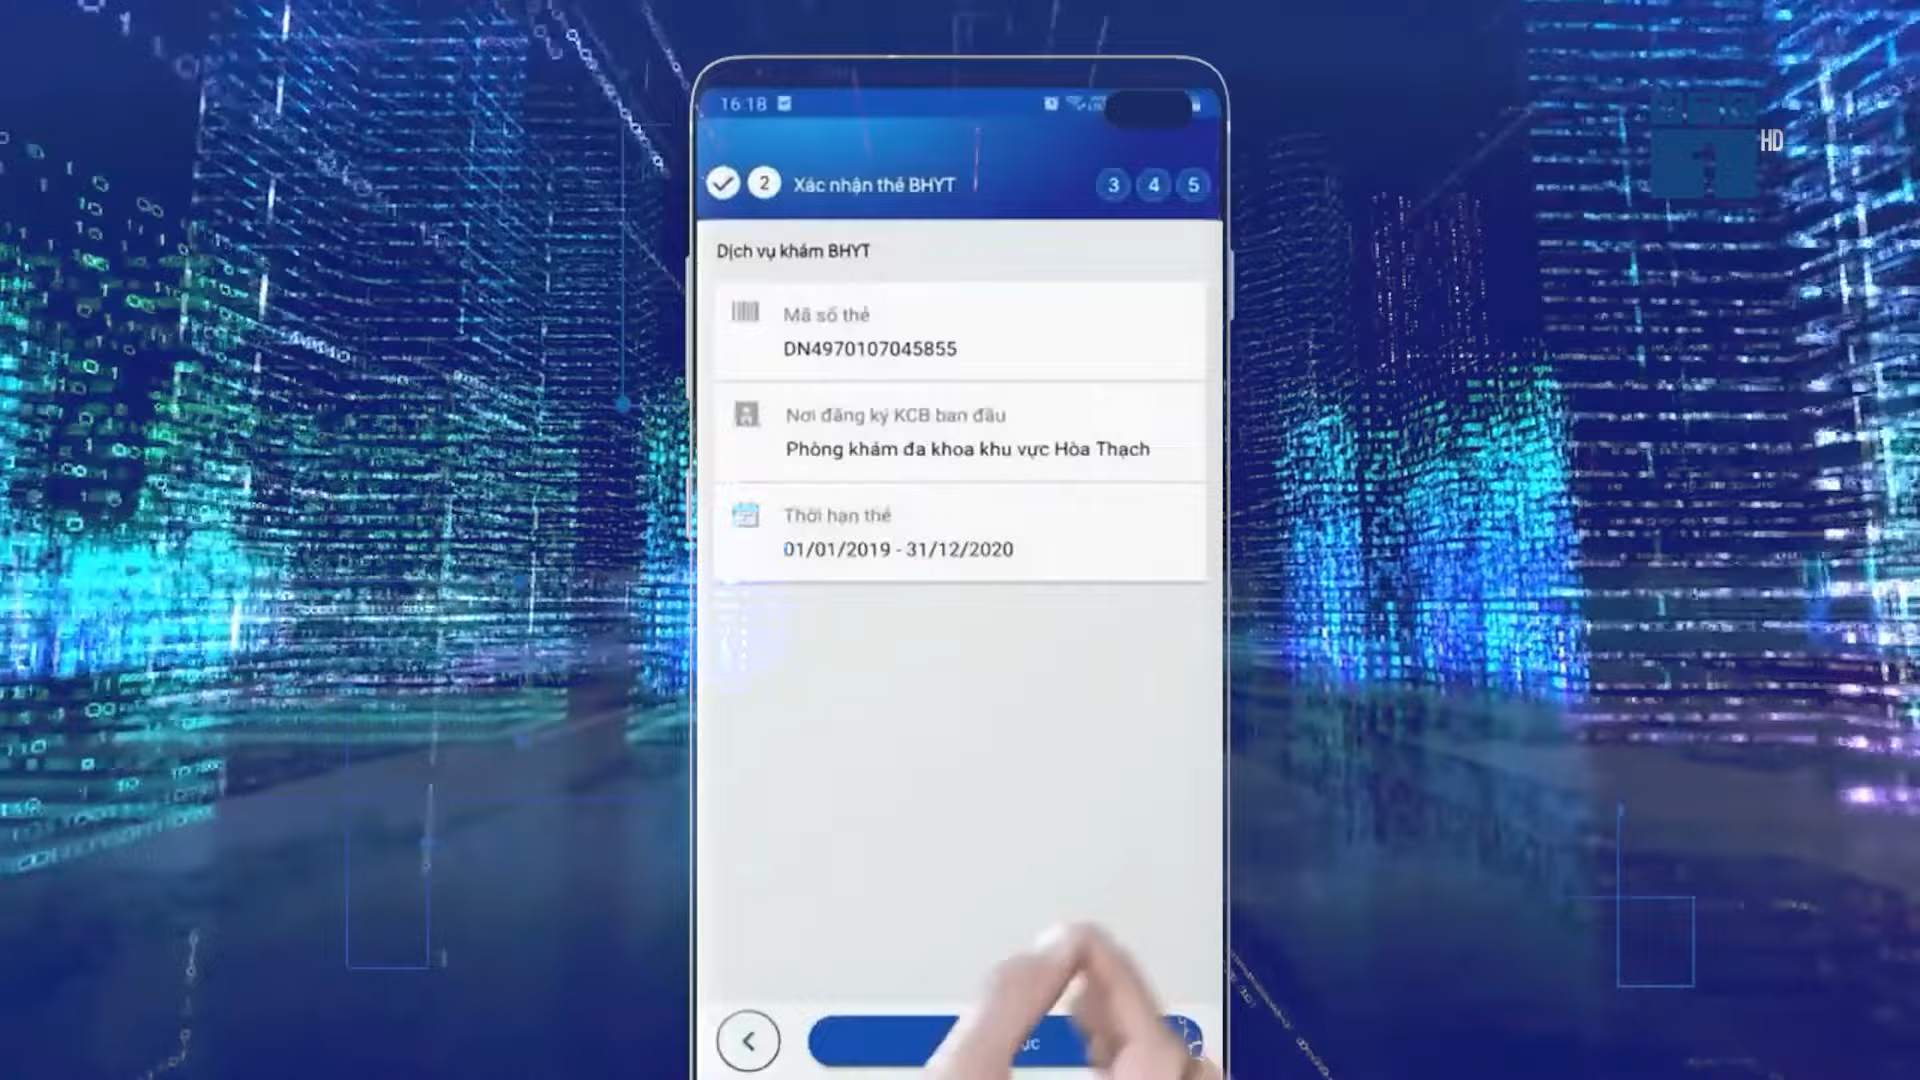 16:18
2 Xác nhận thẻ BHYT 3 4 5
Dịch vụ khám BHYT
Mã số thẻ
DN4970107045855
Nơi đăng ký KCB ban đầu
Phòng khám đa khoa khu vực Hòa Thạch
Thời hạn thẻ
01/01/2019 - 31/12/2020
HD